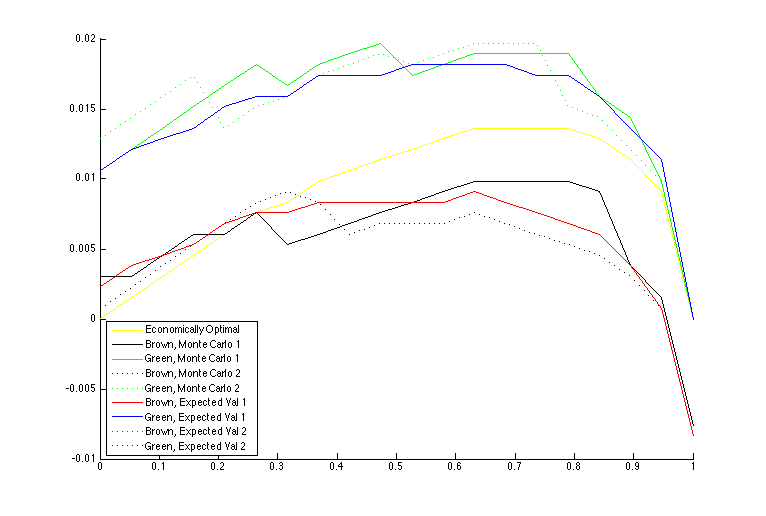 0.02
0.015
0.01
0.005
0
-0.005
-0.01
Economically Optimal
Brown, Monte Carlo 1
Green, Monte Carlo 1
Brown, Monte Carlo 2
Green, Monte Carlo 2
Brown, Expected Val 1
Green, Expected Val 1
Brown, Expected Val 2
Green, Expected Val 2
0 0.1 0.2 0.3 0.4 0.5 0.6 0.7 0.8 0.9 1